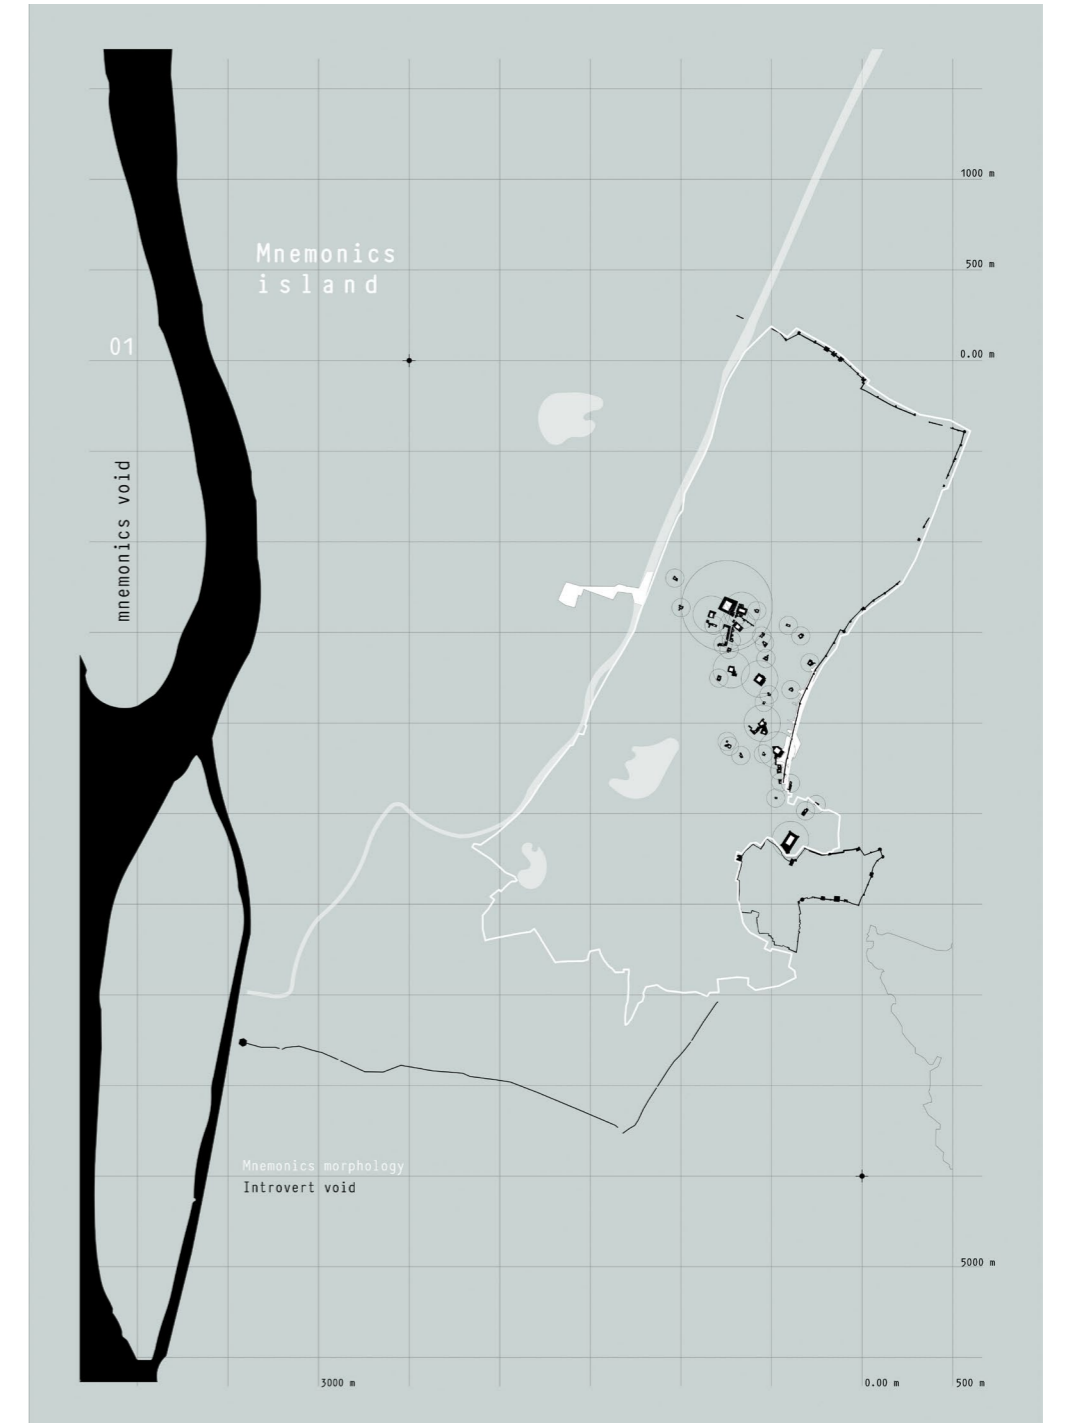 1000 m
Mnemonics
island
500 m
01
0.00 m
mnemonics void
Mnemonics morphology
Introvert void
5000 m
3000 m
0.00 m
500 m